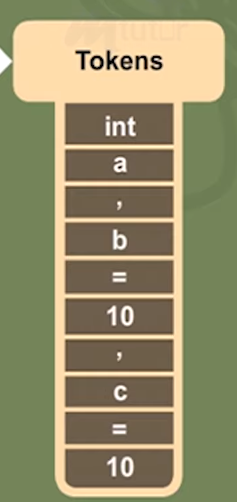 Tokens
int
a
,
b
=
10
,
c
=
10